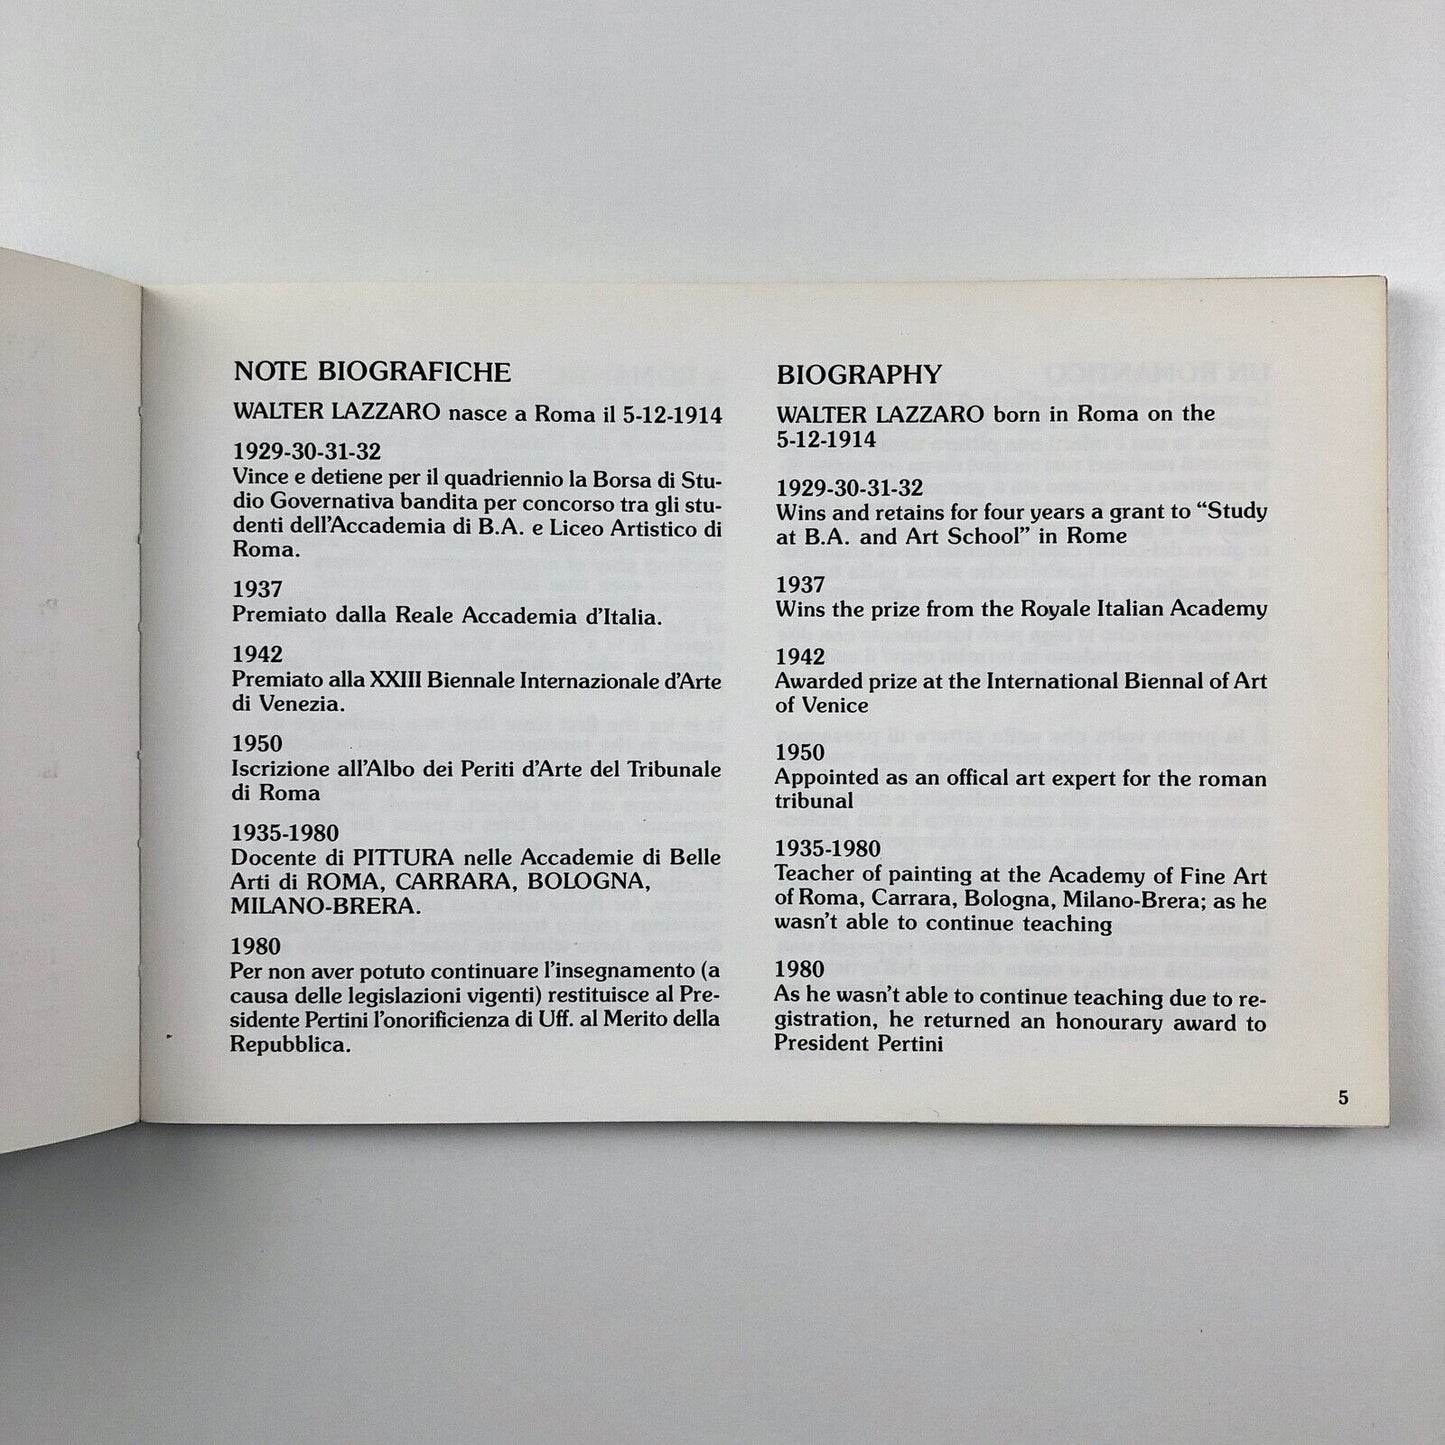 NOTE BIOGRAFICHE
WALTER LAZZARO nasce a Roma il 5-12-1914
1929-30-31-32
Vince e detiene per il quadriennio la Borsa di Stu-
dio Governativa bandita per concorso tra gli stu-
denti dell'Accademia di B.A. e Liceo Artistico di
Roma.
1937
Premiato dalla Reale Accademia d'Italia.
1942
Premiato alla XXIII Biennale Internazionale d'Arte
di Venezia.
1950
Iscrizione all'Albo dei Periti d'Arte del Tribunale
di Roma
1935-1980
Docente di PITTURA nelle Accademie di Belle
Arti di ROMA, CARRARA, BOLOGNA,
MILANO-BRERA.
1980
Per non aver potuto continuare l'insegnamento (a
causa delle legislazioni vigenti) restituisce al Pre-
sidente Pertini l'onorificienza di Uff. al Merito della
Repubblica.
BIOGRAPHY
WALTER LAZZARO born in Roma on the
5-12-1914
1929-30-31-32
Wins and retains for four years a grant to “Study
at B.A. and Art School” in Rome
1937
Wins the prize from the Royale Italian Academy
1942
Awarded prize at the International Biennal of Art
of Venice
1950
Appointed as an offical art expert for the roman
tribunal
1935-1980
Teacher of painting at the Academy of Fine Art
of Roma, Carrara, Bologna, Milano-Brera; as he
wasn't able to continue teaching
1980
As he wasn't able to continue teaching due to re-
gistration, he returned an honourary award to
President Pertini
5